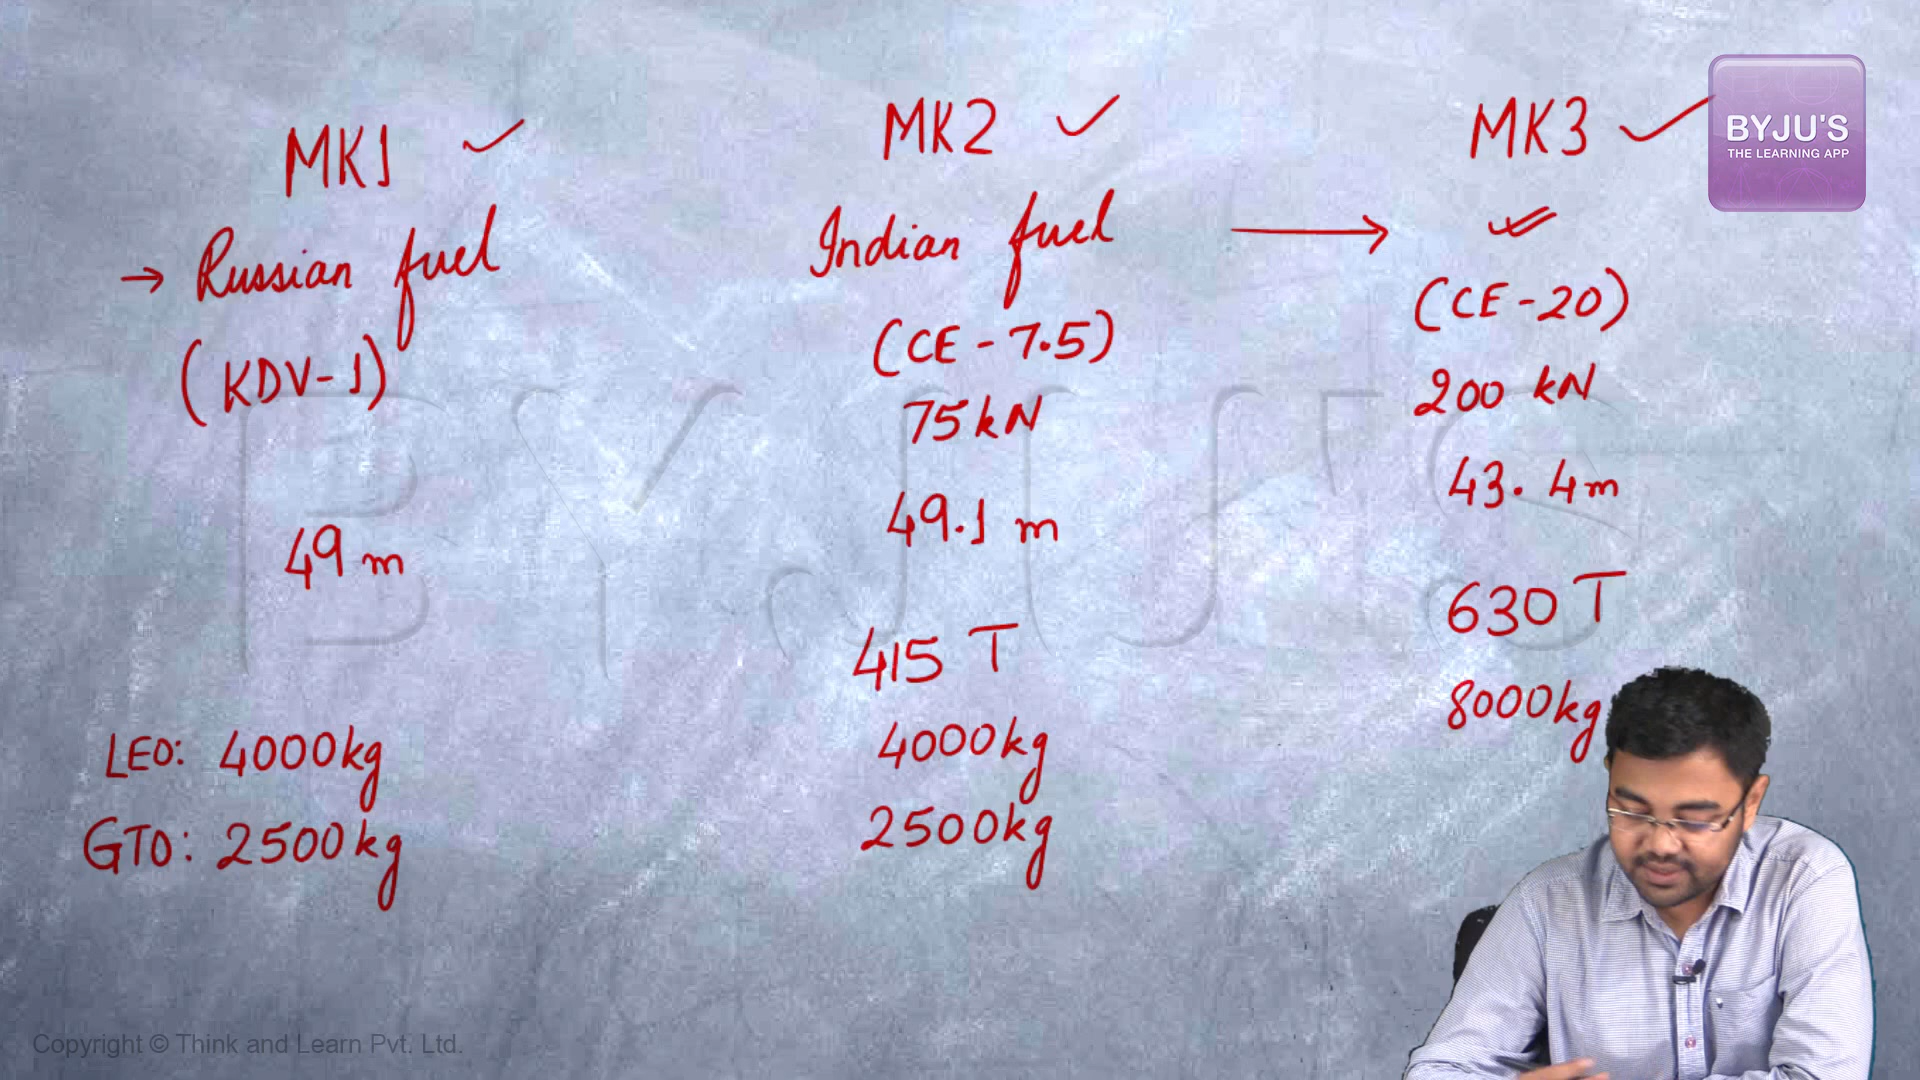 MK1
→ Russian fuel
(KDV-1)
49 m
LEO: 4000kg
GTO: 2500kg
MK2
Indian fuel →
(CE-7.5)
75kN
49.1 m
415 T
4000kg
2500kg
MK3
(CE-20)
200 kN
43.4m
630 T
8000kg
BYJU'S
THE LEARNING APP
BYJU'S
Copyright © Think and Learn Pvt. Ltd.